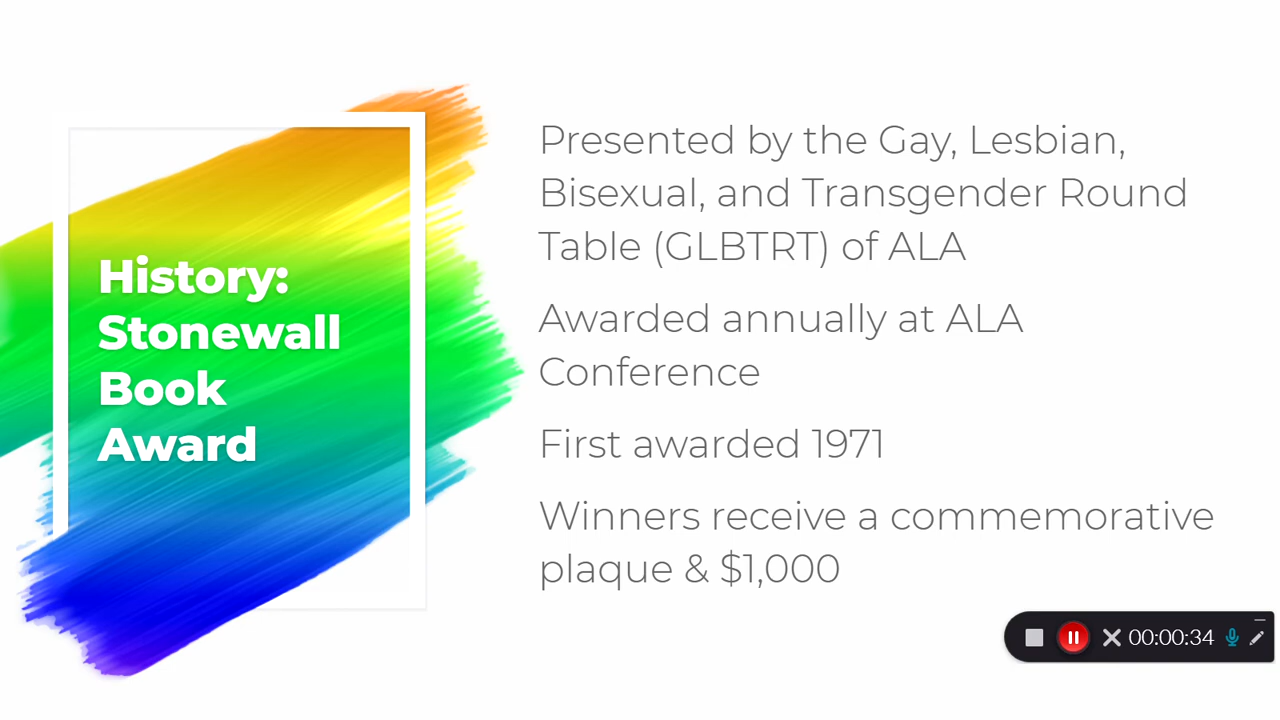 History:
Stonewall
Book
Award
Presented by the Gay, Lesbian,
Bisexual, and Transgender Round
Table (GLBTRT) of ALA
Awarded annually at ALA
Conference
First awarded 1971
Winners receive a commemorative
plaque & $1,000
00:00:34